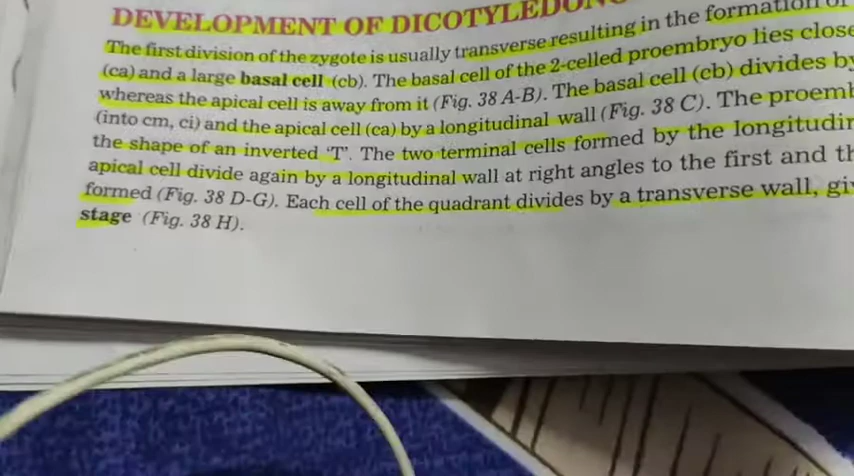 DEVELOPMENT OF DICOTYLEDON
The first division of the zygote is usually transverse resulting in the formation of
(ca) and a large basal cell (cb). The basal cell of the 2-celled proembryo lies close
whereas the apical cell is away from it (Fig. 38 A-B). The basal cell (cb) divides by
(into cm, ci) and the apical cell (ca) by a longitudinal wall (Fig. 38 C). The proemb
the shape of an inverted 'T'. The two terminal cells formed by the longitudin
apical cell divide again by a longitudinal wall at right angles to the first and th
formed (Fig. 38 D-G). Each cell of the quadrant divides by a transverse wall, giv
stage (Fig. 38 H).